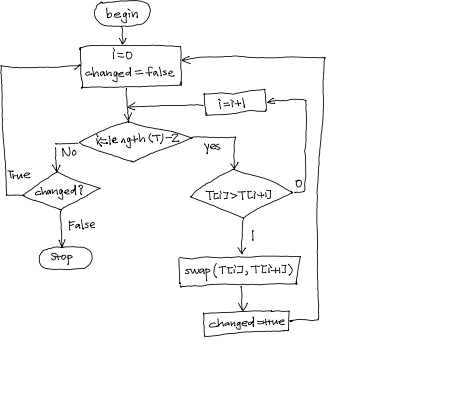 begin
i=0
changed=false
i=i+1
i<=length(T)-2
No
yes
True
changed?
T[i]>T[i+1]
0
False
1
Stop
swap(T[i],T[i+1])
changed=true